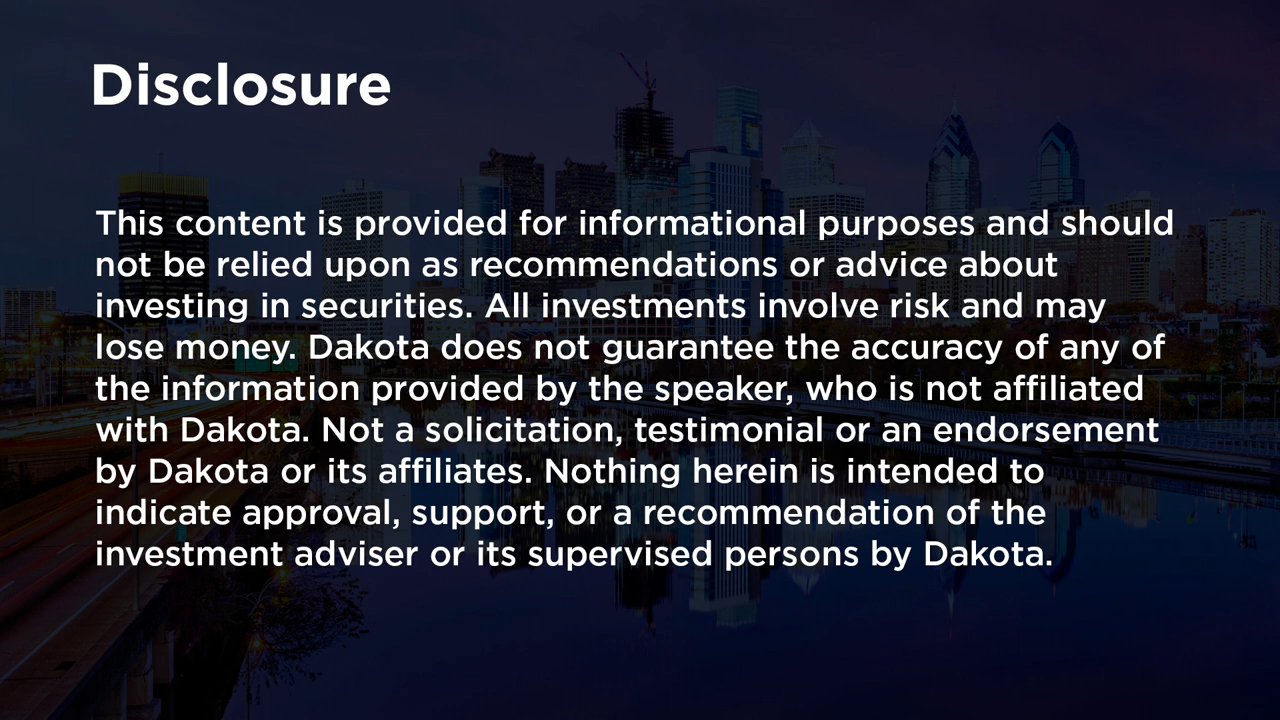 Disclosure
This content is provided for informational purposes and should
not be relied upon as recommendations or advice about
investing in securities. All investments involve risk and may
lose money. Dakota does not guarantee the accuracy of any of
the information provided by the speaker, who is not affiliated
with Dakota. Not a solicitation, testimonial or an endorsement
by Dakota or its affiliates. Nothing herein is intended to
indicate approval, support, or a recommendation of the
investment adviser or its supervised persons by Dakota.